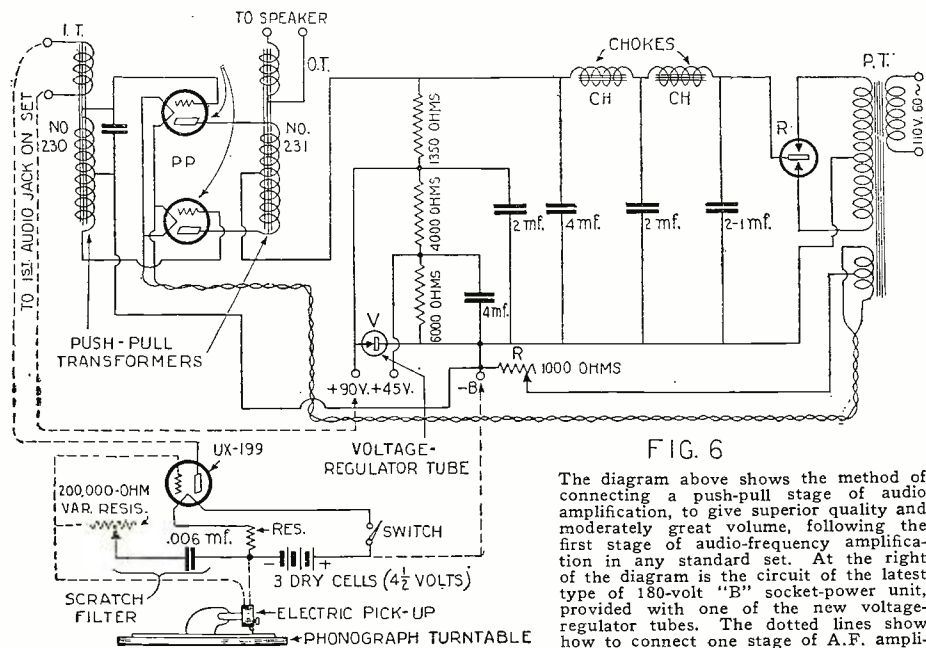 TO SPEAKER
I.T.
O.T.
CHOKES
CH
CH
P.T.
110V. 60~
R
NO
230
NO.
231
PP
TO 1ST. AUDIO JACK ON SET
1350 OHMS
4000 OHMS
6000 OHMS
2 mf.
4 mf.
2 mf.
2-1 mf.
4 mf.
PUSH-PULL
TRANSFORMERS
V
+90V.
+45V.
-B
R
1000 OHMS
VOLTAGE-
REGULATOR TUBE
UX-199
200,000-OHM
VAR. RESIS.
.006 mf.
RES.
SWITCH
- +
3 DRY CELLS (4½ VOLTS)
SCRATCH
FILTER
ELECTRIC PICK-UP
PHONOGRAPH TURNTABLE
FIG. 6
The diagram above shows the method of
connecting a push-pull stage of audio
amplification, to give superior quality and
moderately great volume, following the
first stage of audio-frequency amplifica-
tion in any standard set. At the right
of the diagram is the circuit of the latest
type of 180-volt "B" socket-power unit,
provided with one of the new voltage-
regulator tubes. The dotted lines show
how to connect one stage of A.F. ampli-